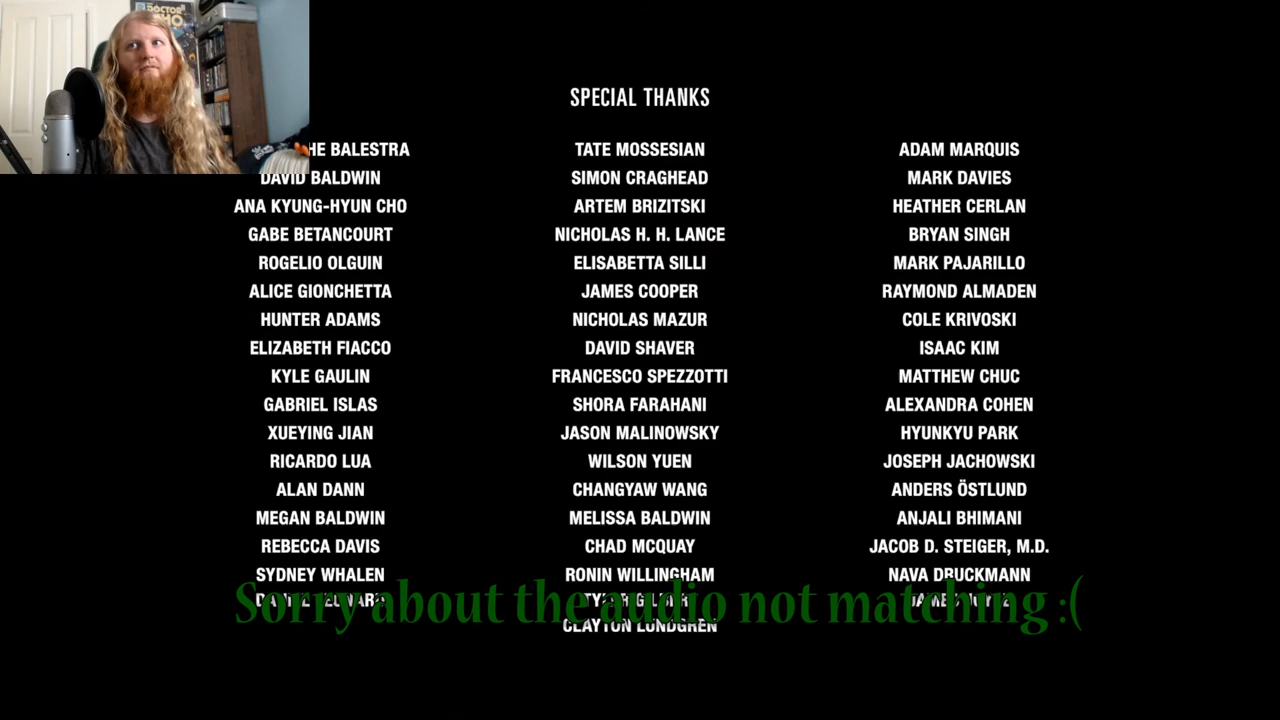 DOCTOR
WHO
SPECIAL THANKS
HE BALESTRA TATE MOSSESIAN ADAM MARQUIS
DAVID BALDWIN SIMON CRAGHEAD MARK DAVIES
ANA KYUNG-HYUN CHO ARTEM BRIZITSKI HEATHER CERLAN
GABE BETANCOURT NICHOLAS H. H. LANCE BRYAN SINGH
ROGELIO OLGUIN ELISABETTA SILLI MARK PAJARILLO
ALICE GIONCHETTA JAMES COOPER RAYMOND ALMADEN
HUNTER ADAMS NICHOLAS MAZUR COLE KRIVOSKI
ELIZABETH FIACCO DAVID SHAVER ISAAC KIM
KYLE GAULIN FRANCESCO SPEZZOTTI MATTHEW CHUC
GABRIEL ISLAS SHORA FARAHANI ALEXANDRA COHEN
XUEYING JIAN JASON MALINOWSKY HYUNKYU PARK
RICARDO LUA WILSON YUEN JOSEPH JACHOWSKI
ALAN DANN CHANGYAW WANG ANDERS ÖSTLUND
MEGAN BALDWIN MELISSA BALDWIN ANJALI BHIMANI
REBECCA DAVIS CHAD MCQUAY JACOB D. STEIGER, M.D.
SYDNEY WHALEN RONIN WILLINGHAM NAVA DRUCKMANN
Sorry about the audio not matching :(
CLAYTON LUNDGREN